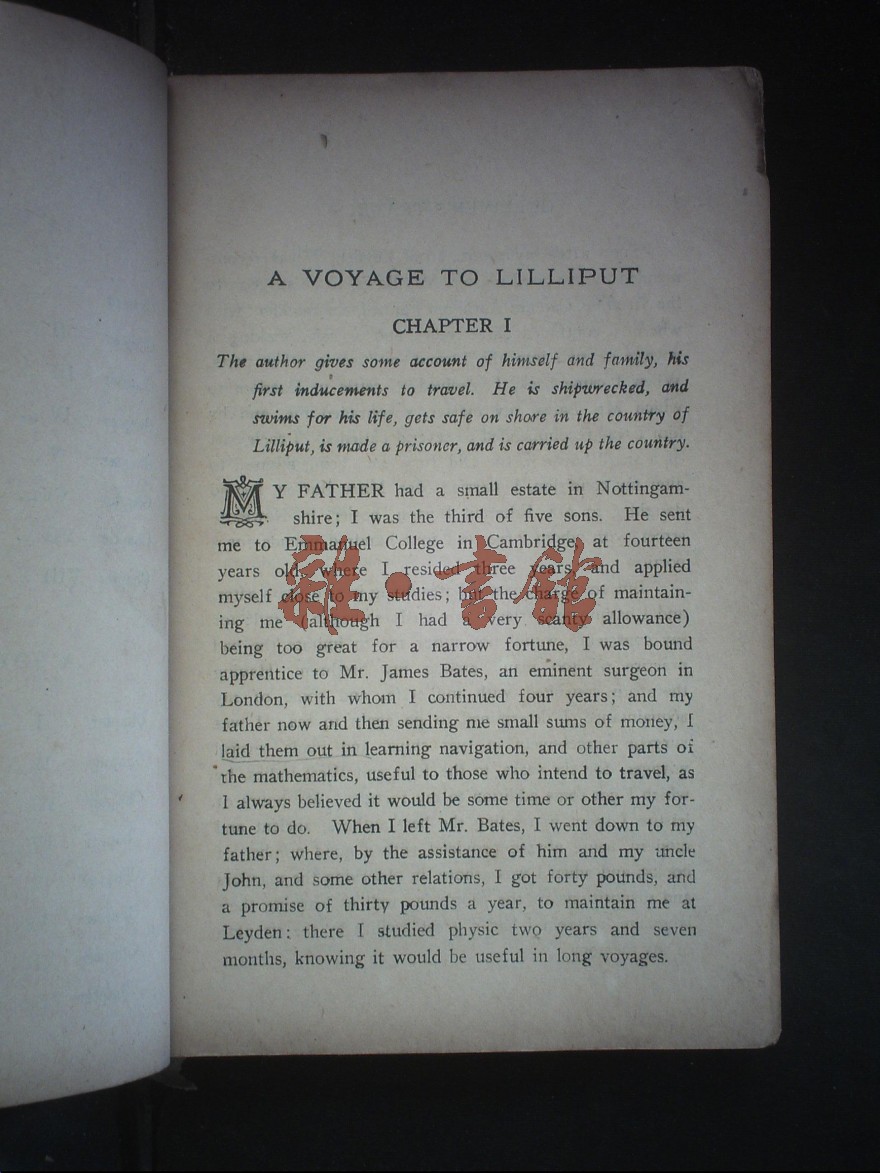 A VOYAGE TO LILLIPUT
CHAPTER I
The author gives some account of himself and family, his
first inducements to travel. He is shipwrecked, and
swims for his life, gets safe on shore in the country of
Lilliput, is made a prisoner, and is carried up the country.
MY FATHER had a small estate in Nottingam-
shire; I was the third of five sons. He sent
me to Emmanuel College in Cambridge, at fourteen
years old, where I resided three years, and applied
myself close to my studies; but the charge of maintain-
ing me (although I had a very scanty allowance)
being too great for a narrow fortune, I was bound
apprentice to Mr. James Bates, an eminent surgeon in
London, with whom I continued four years; and my
father now and then sending me small sums of money, I
laid them out in learning navigation, and other parts of
the mathematics, useful to those who intend to travel, as
I always believed it would be some time or other my for-
tune to do. When I left Mr. Bates, I went down to my
father; where, by the assistance of him and my uncle
John, and some other relations, I got forty pounds, and
a promise of thirty pounds a year, to maintain me at
Leyden: there I studied physic two years and seven
months, knowing it would be useful in long voyages.
雜·書館